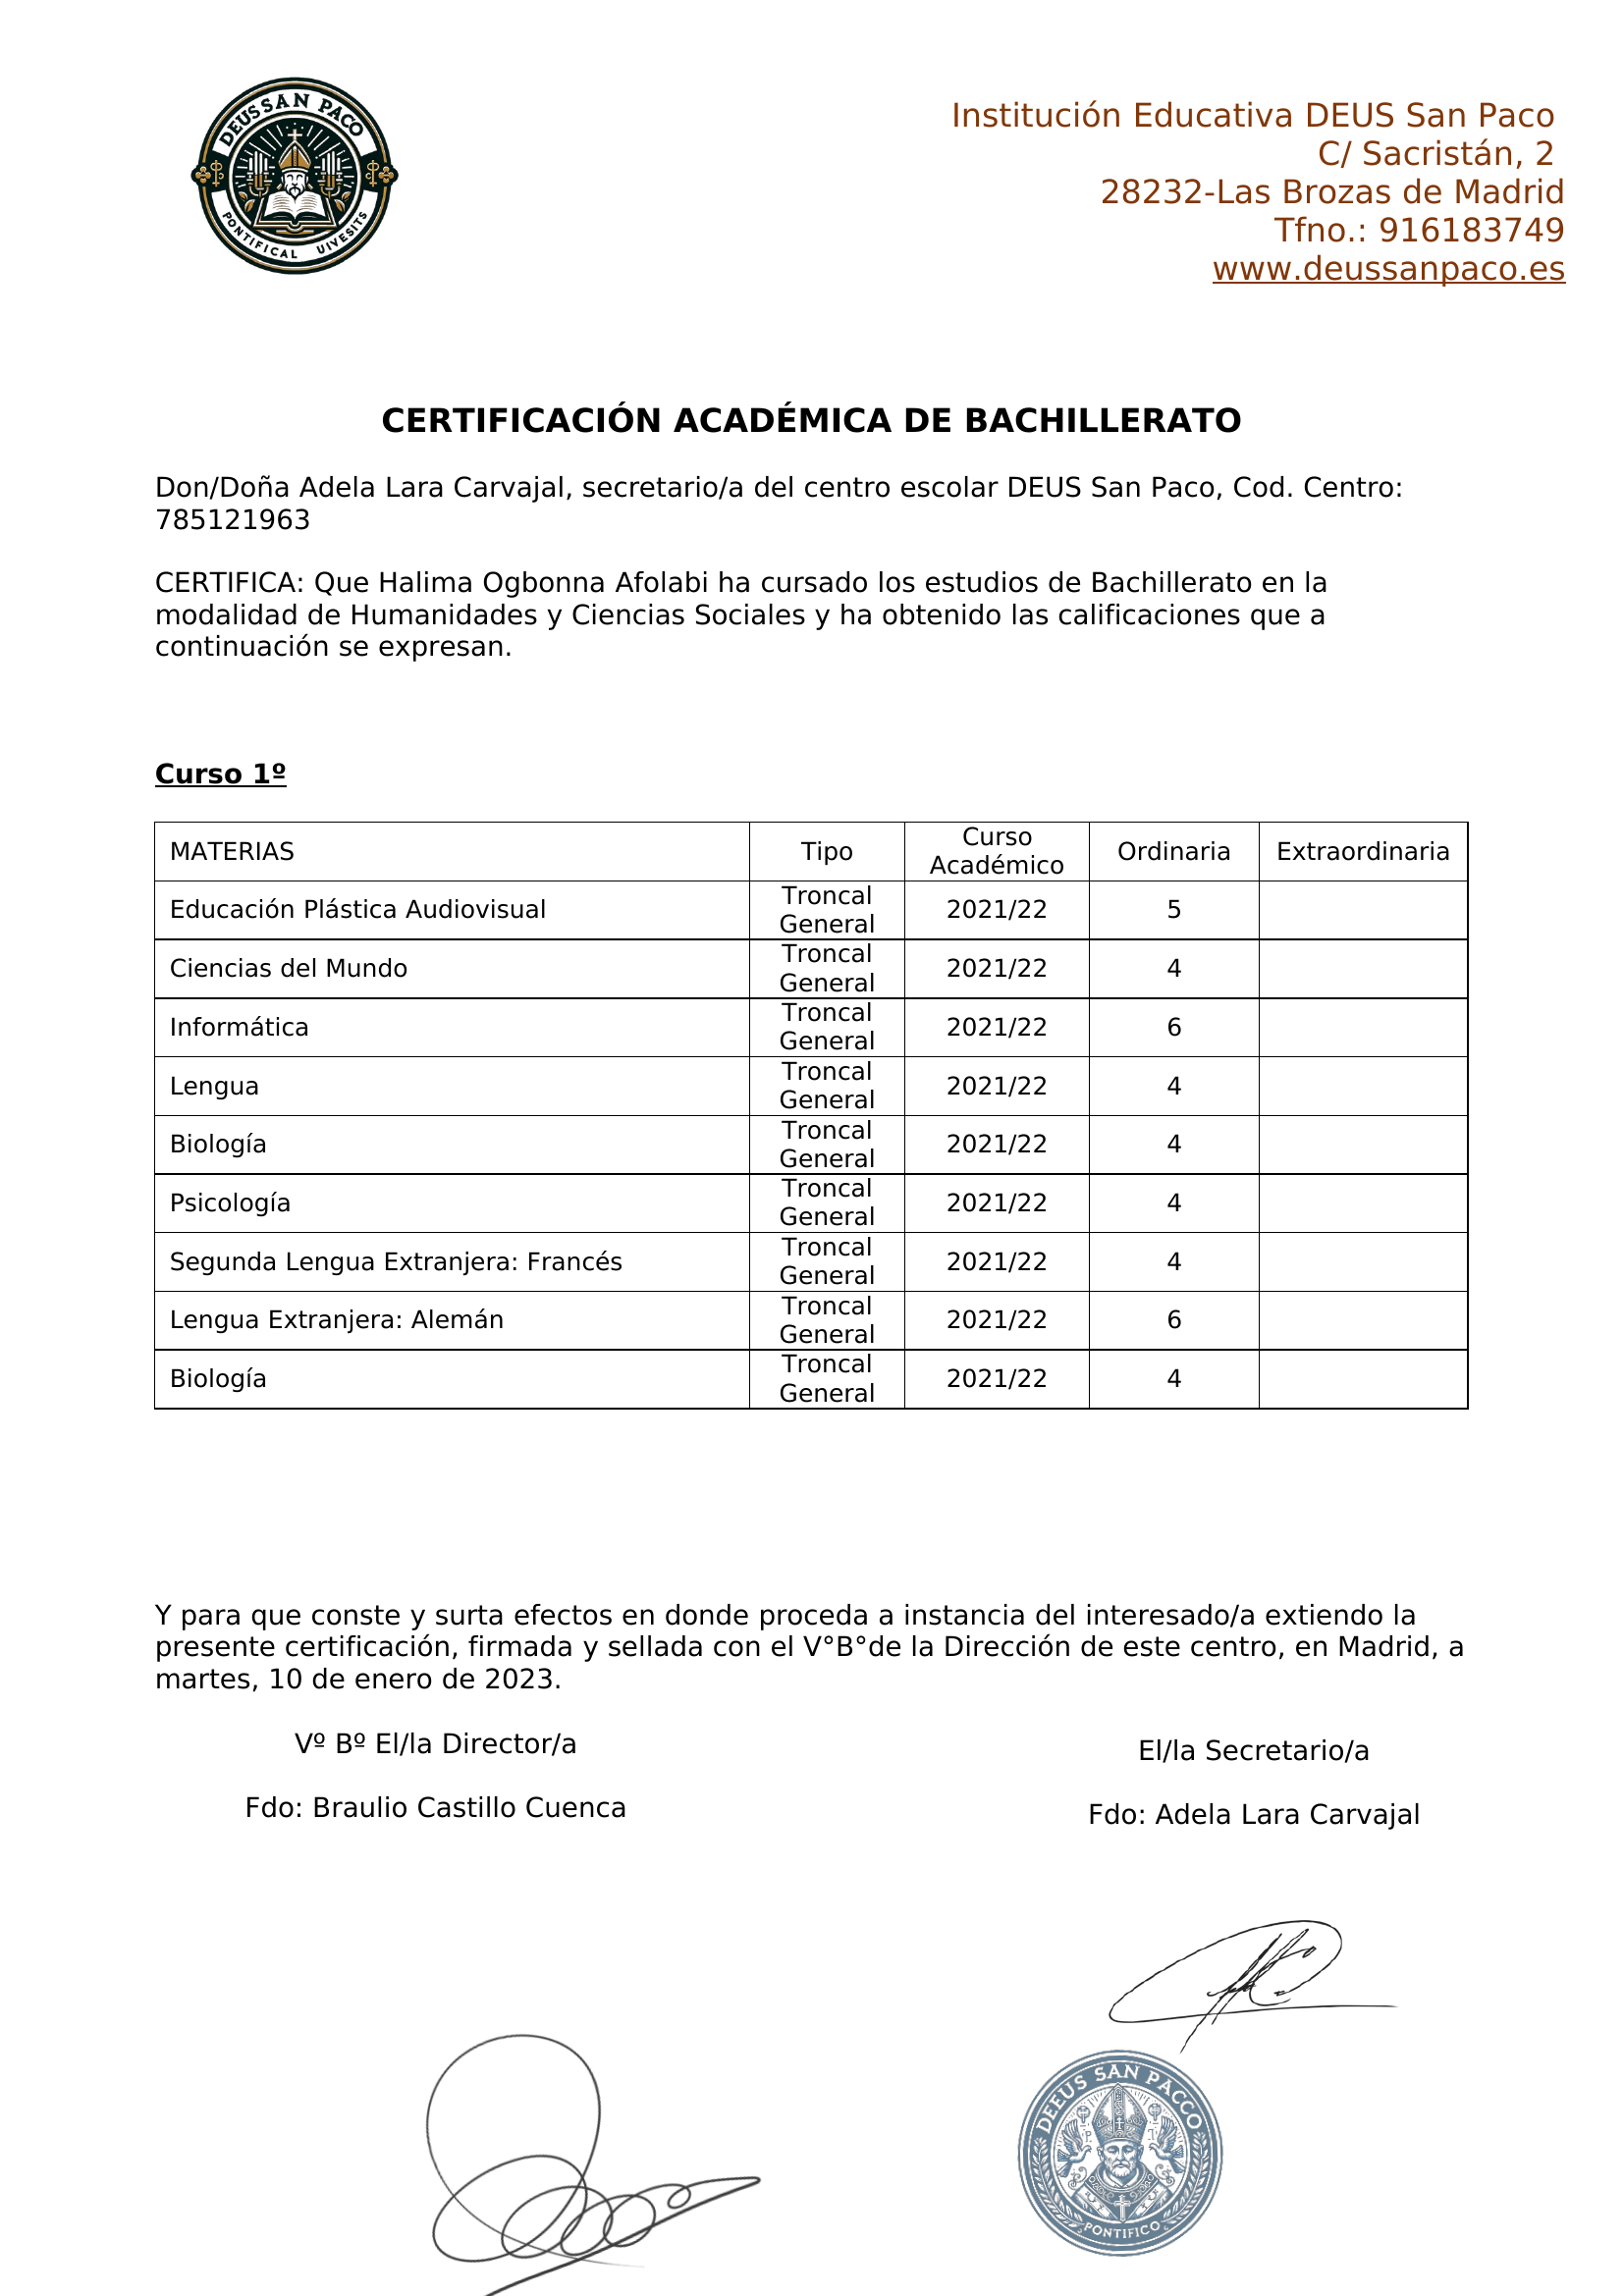 DEUSSAN PACO
PONTIFICAL UIVESITS
Institución Educativa DEUS San Paco
C/ Sacristán, 2
28232-Las Brozas de Madrid
Tfno.: 916183749
www.deussanpaco.es
CERTIFICACIÓN ACADÉMICA DE BACHILLERATO
Don/Doña Adela Lara Carvajal, secretario/a del centro escolar DEUS San Paco, Cod. Centro:
785121963
CERTIFICA: Que Halima Ogbonna Afolabi ha cursado los estudios de Bachillerato en la
modalidad de Humanidades y Ciencias Sociales y ha obtenido las calificaciones que a
continuación se expresan.
Curso 1º
MATERIAS Tipo Curso Académico Ordinaria Extraordinaria
Educación Plástica Audiovisual Troncal General 2021/22 5
Ciencias del Mundo Troncal General 2021/22 4
Informática Troncal General 2021/22 6
Lengua Troncal General 2021/22 4
Biología Troncal General 2021/22 4
Psicología Troncal General 2021/22 4
Segunda Lengua Extranjera: Francés Troncal General 2021/22 4
Lengua Extranjera: Alemán Troncal General 2021/22 6
Biología Troncal General 2021/22 4
Y para que conste y surta efectos en donde proceda a instancia del interesado/a extiendo la
presente certificación, firmada y sellada con el V°B°de la Dirección de este centro, en Madrid, a
martes, 10 de enero de 2023.
Vº Bº El/la Director/a
El/la Secretario/a
Fdo: Braulio Castillo Cuenca
Fdo: Adela Lara Carvajal
DEEUS SAN PACCO
PONTIFICO